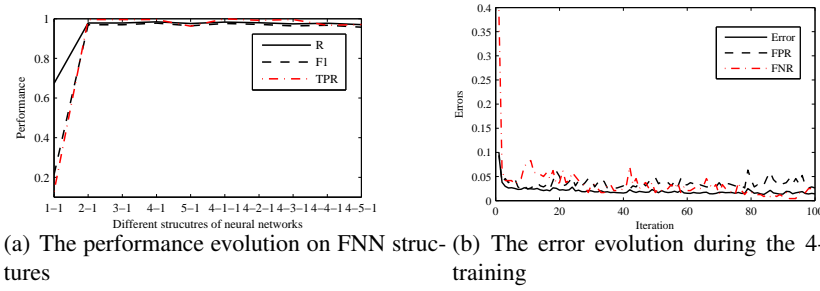 1
0.8
0.6
0.4
0.2
Performance
R
F1
TPR
1−1 2−1 3−1 4−1 5−1 4−1−1 4−2−1 4−3−1 4−4−1 4−5−1
Different strucutres of neural networks
(a) The performance evolution on FNN struc-
tures
0.4
0.35
0.3
0.25
0.2
0.15
0.1
0.05
0
Errors
Error
FPR
FNR
0 20 40 60 80 100
Iteration
(b) The error evolution during the 4-
training